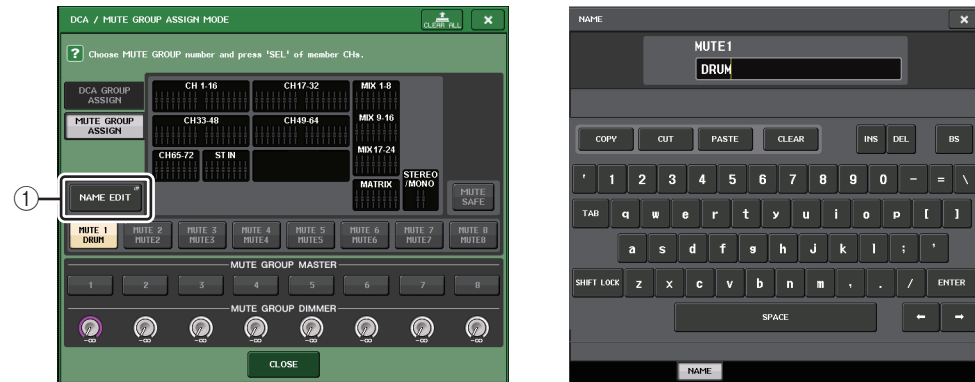 DCA / MUTE GROUP ASSIGN MODE
CLEAR ALL
? Choose MUTE GROUP number and press 'SEL' of member CHs.
DCA GROUP
ASSIGN
MUTE GROUP
ASSIGN
CH 1-16
CH17-32
MIX 1-8
CH33-48
CH49-64
MIX 9-16
CH65-72
ST IN
MIX17-24
STEREO
/MONO
MATRIX
1
NAME EDIT
MUTE
SAFE
MUTE 1
DRUM
MUTE 2
MUTE2
MUTE 3
MUTE3
MUTE 4
MUTE4
MUTE 5
MUTE5
MUTE 6
MUTE6
MUTE 7
MUTE7
MUTE 8
MUTE8
MUTE GROUP MASTER
1 2 3 4 5 6 7 8
MUTE GROUP DIMMER
-∞ -∞ -∞ -∞ -∞ -∞ -∞ -∞
CLOSE
NAME
MUTE1
DRUM
COPY CUT PASTE CLEAR INS DEL BS
' 1 2 3 4 5 6 7 8 9 0 - = \
TAB q w e r t y u i o p [ ]
a s d f g h j k l ; '
SHIFT LOCK z x c v b n m , . / ENTER
SPACE
NAME